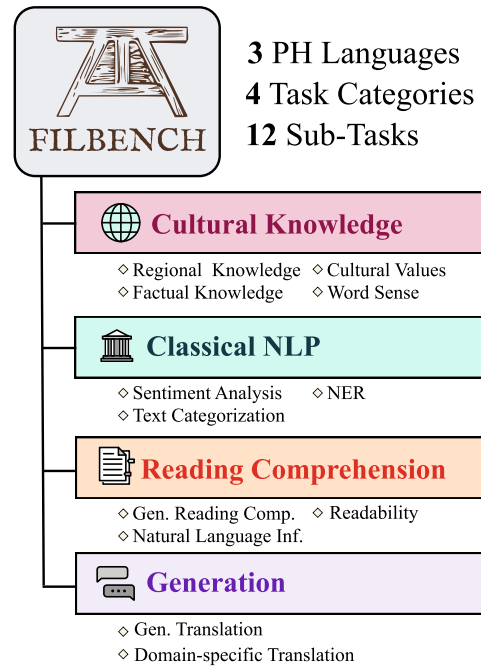 FILBENCH
3 PH Languages
4 Task Categories
12 Sub-Tasks
Cultural Knowledge
◇ Regional Knowledge ◇ Cultural Values
◇ Factual Knowledge ◇ Word Sense
Classical NLP
◇ Sentiment Analysis ◇ NER
◇ Text Categorization
Reading Comprehension
◇ Gen. Reading Comp. ◇ Readability
◇ Natural Language Inf.
Generation
◇ Gen. Translation
◇ Domain-specific Translation